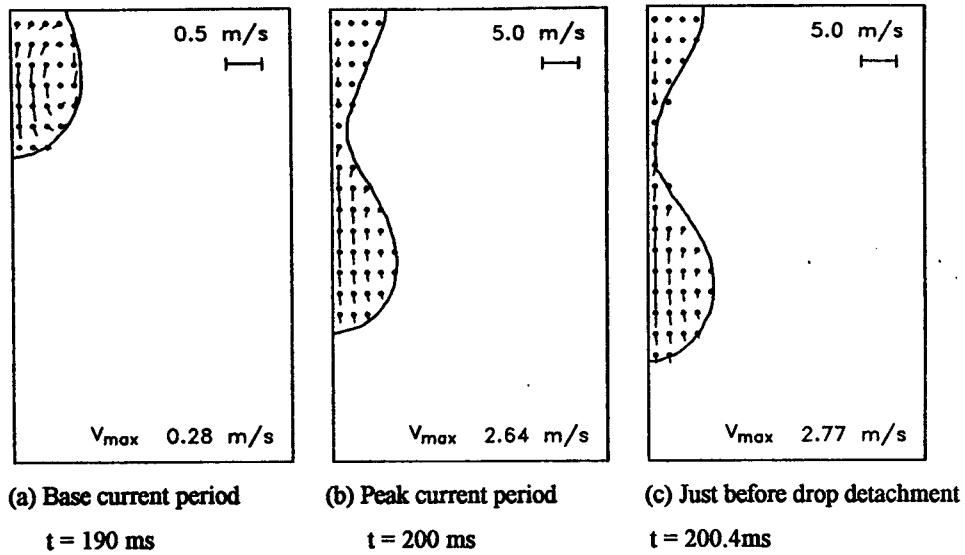 0.5 m/s
5.0 m/s
5.0 m/s
Vmax 0.28 m/s
Vmax 2.64 m/s
Vmax 2.77 m/s
(a) Base current period
t = 190 ms
(b) Peak current period
t = 200 ms
(c) Just before drop detachment
t = 200.4ms